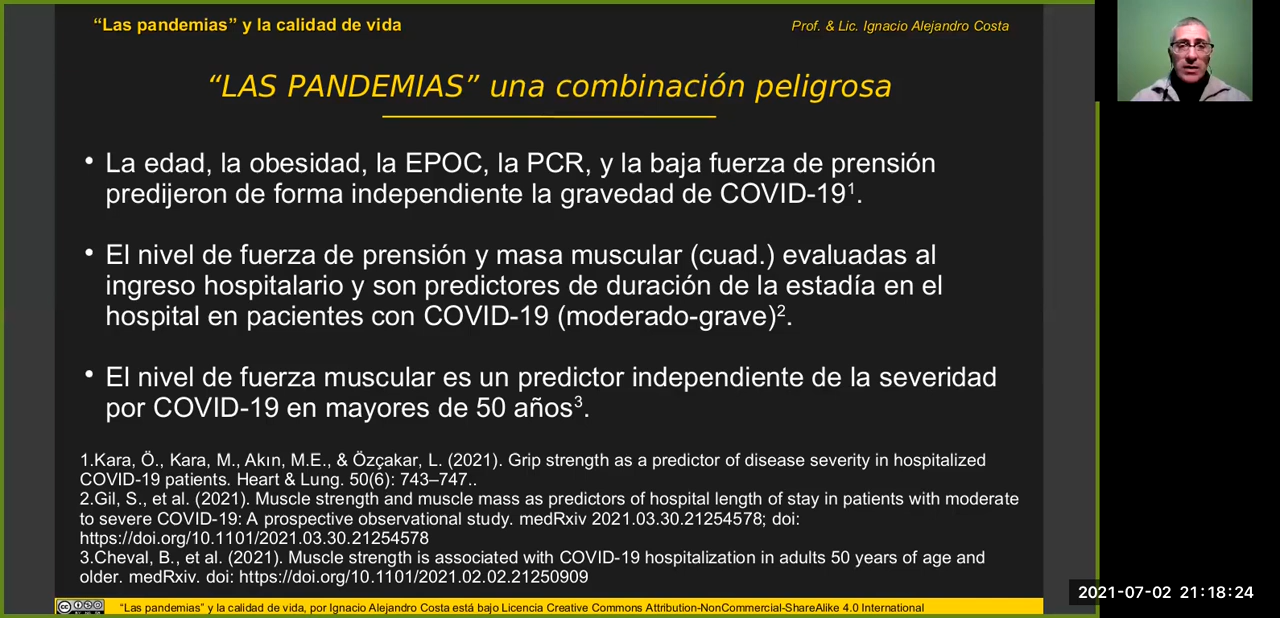 “Las pandemias” y la calidad de vida
Prof. & Lic. Ignacio Alejandro Costa
“LAS PANDEMIAS” una combinación peligrosa
• La edad, la obesidad, la EPOC, la PCR, y la baja fuerza de prensión
predijeron de forma independiente la gravedad de COVID-19¹.
• El nivel de fuerza de prensión y masa muscular (cuad.) evaluadas al
ingreso hospitalario y son predictores de duración de la estadía en el
hospital en pacientes con COVID-19 (moderado-grave)².
• El nivel de fuerza muscular es un predictor independiente de la severidad
por COVID-19 en mayores de 50 años³.
1.Kara, Ö., Kara, M., Akın, M.E., & Özçakar, L. (2021). Grip strength as a predictor of disease severity in hospitalized
COVID-19 patients. Heart & Lung. 50(6): 743–747..
2.Gil, S., et al. (2021). Muscle strength and muscle mass as predictors of hospital length of stay in patients with moderate
to severe COVID-19: A prospective observational study. medRxiv 2021.03.30.21254578; doi:
https://doi.org/10.1101/2021.03.30.21254578
3.Cheval, B., et al. (2021). Muscle strength is associated with COVID-19 hospitalization in adults 50 years of age and
older. medRxiv. doi: https://doi.org/10.1101/2021.02.02.21250909
“Las pandemias” y la calidad de vida, por Ignacio Alejandro Costa está bajo Licencia Creative Commons Attribution-NonCommercial-ShareAlike 4.0 International
2021-07-02 21:18:24